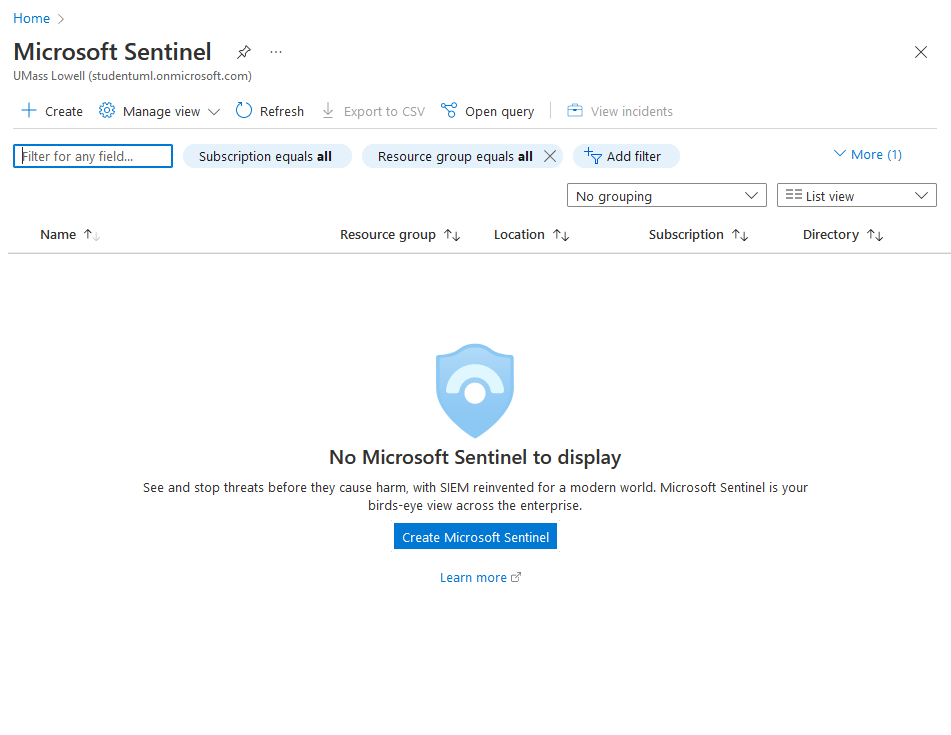 Home
Microsoft Sentinel ...
UMass Lowell (studentuml.onmicrosoft.com)
Create Manage view Refresh Export to CSV Open query View incidents
Filter for any field... Subscription equals all Resource group equals all Add filter More (1)
No grouping List view
Name Resource group Location Subscription Directory
No Microsoft Sentinel to display
See and stop threats before they cause harm, with SIEM reinvented for a modern world. Microsoft Sentinel is your
birds-eye view across the enterprise.
Create Microsoft Sentinel
Learn more